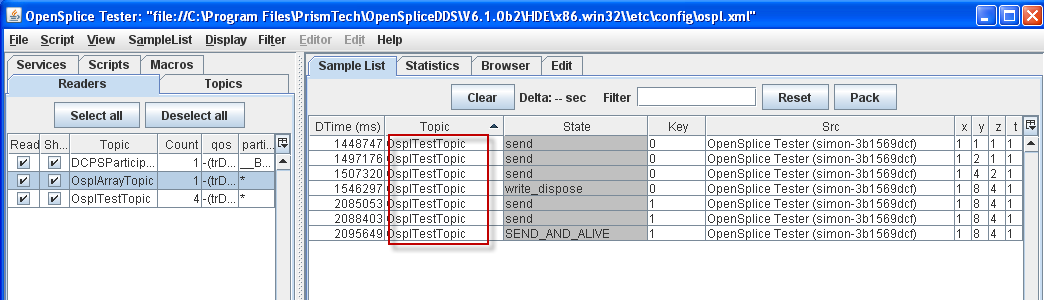 OpenSplice Tester: "file://C:\Program Files\PrismTech\OpenSpliceDDS\V6.1.0b2\HDE\x86.win32\\etc\config\ospl.xml"
File Script View SampleList Display Filter Editor Edit Help
Services Scripts Macros
Readers Topics
Select all Deselect all
Read Sh... Topic Count qos parti...
DCPSParticip... 1 -(trD... __B...
OsplArrayTopic 1 -(trD... *
OsplTestTopic 4 -(trD... *
Sample List Statistics Browser Edit
Clear Delta: -- sec Filter Reset Pack
DTime (ms) Topic State Key Src x y z t
1448747 OsplTestTopic send 0 OpenSplice Tester (simon-3b1569dcf) 1 1 1 1
1497176 OsplTestTopic send 0 OpenSplice Tester (simon-3b1569dcf) 1 2 1 1
1507320 OsplTestTopic send 0 OpenSplice Tester (simon-3b1569dcf) 1 4 2 1
1546297 OsplTestTopic write_dispose 0 OpenSplice Tester (simon-3b1569dcf) 1 8 4 1
2085053 OsplTestTopic send 1 OpenSplice Tester (simon-3b1569dcf) 1 8 4 1
2088403 OsplTestTopic send 1 OpenSplice Tester (simon-3b1569dcf) 1 8 4 1
2095649 OsplTestTopic SEND_AND_ALIVE 1 OpenSplice Tester (simon-3b1569dcf) 1 8 4 1